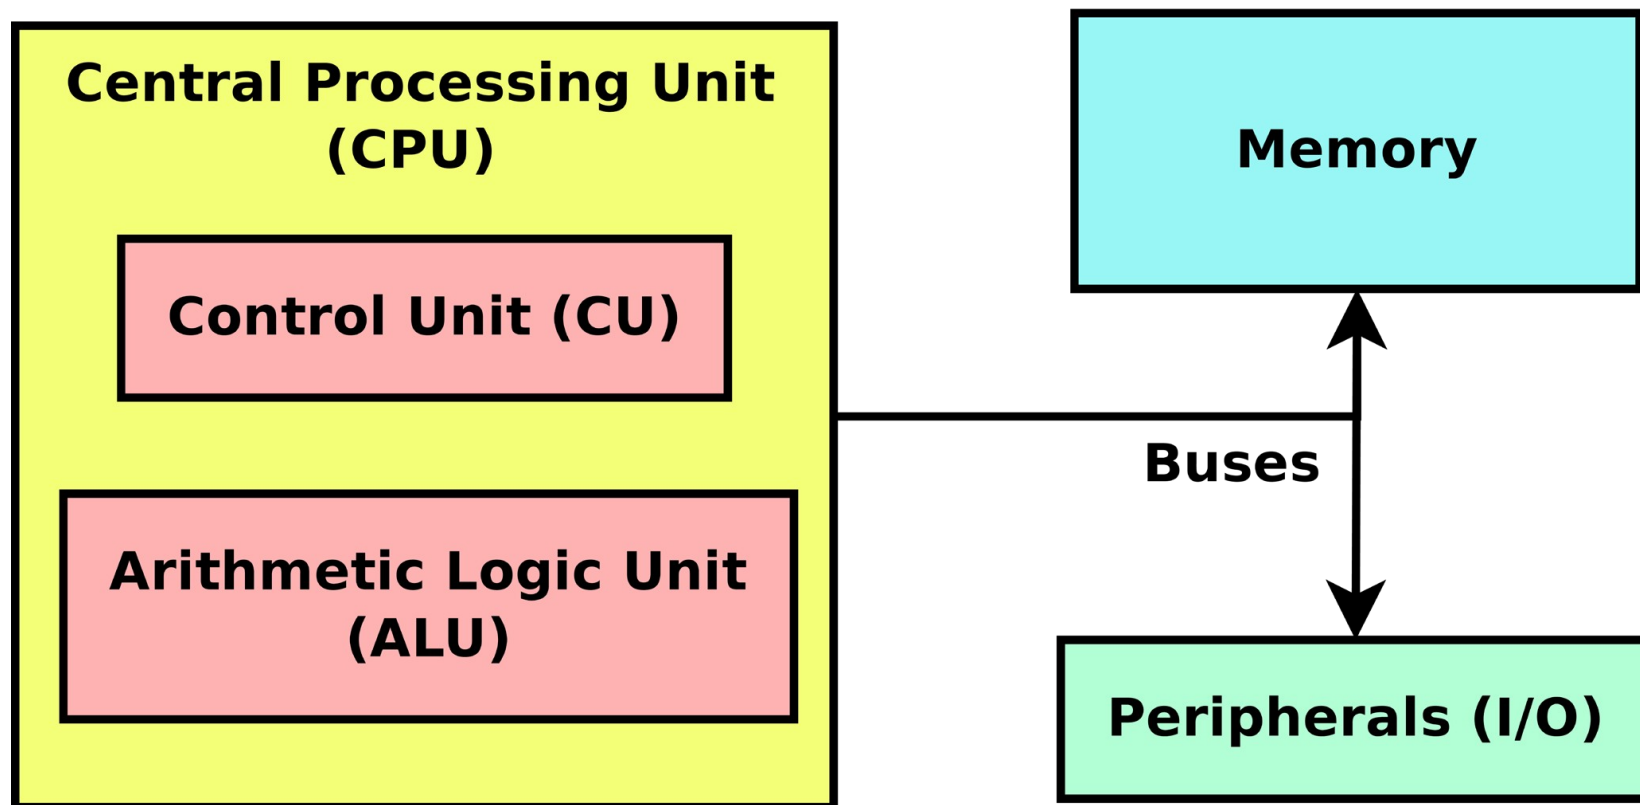 Central Processing Unit
(CPU)
Control Unit (CU)
Arithmetic Logic Unit
(ALU)
Memory
Buses
Peripherals (I/O)